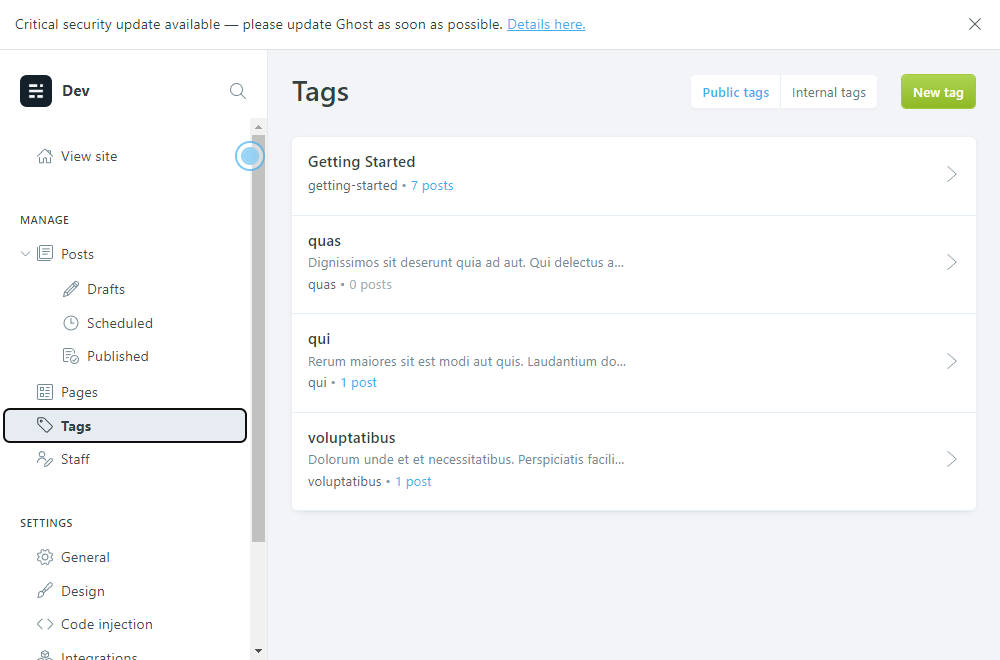 Critical security update available — please update Ghost as soon as possible. Details here.
Dev
View site
MANAGE
Posts
Drafts
Scheduled
Published
Pages
Tags
Staff
SETTINGS
General
Design
Code injection
Integrations
Tags
Public tags
Internal tags
New tag
Getting Started
getting-started • 7 posts
quas
Dignissimos sit deserunt quia ad aut. Qui delectus a...
quas • 0 posts
qui
Rerum maiores sit est modi aut quis. Laudantium do...
qui • 1 post
voluptatibus
Dolorum unde et et necessitatibus. Perspiciatis facili...
voluptatibus • 1 post